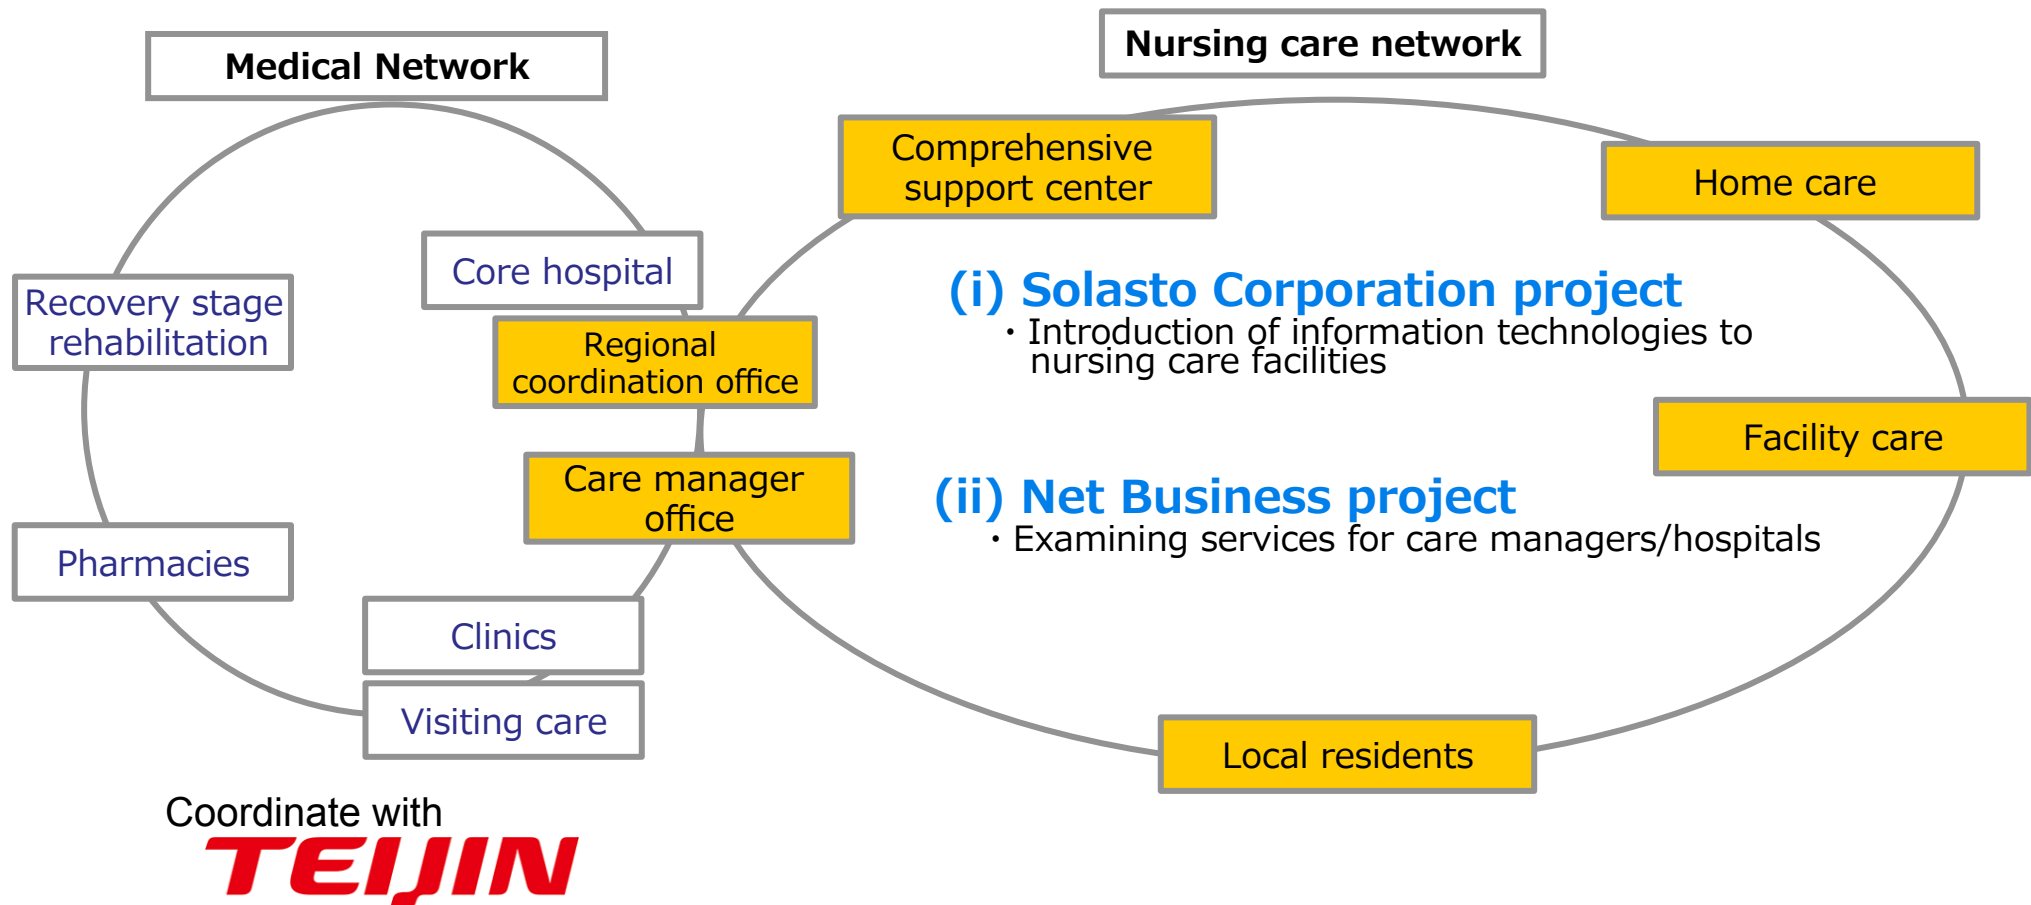 Medical Network
Nursing care network
Comprehensive
support center
Home care
Core hospital
Recovery stage
rehabilitation
(i) Solasto Corporation project
・Introduction of information technologies to
nursing care facilities
Regional
coordination office
Facility care
Care manager
office
(ii) Net Business project
・Examining services for care managers/hospitals
Pharmacies
Clinics
Visiting care
Local residents
Coordinate with
TEIJIN